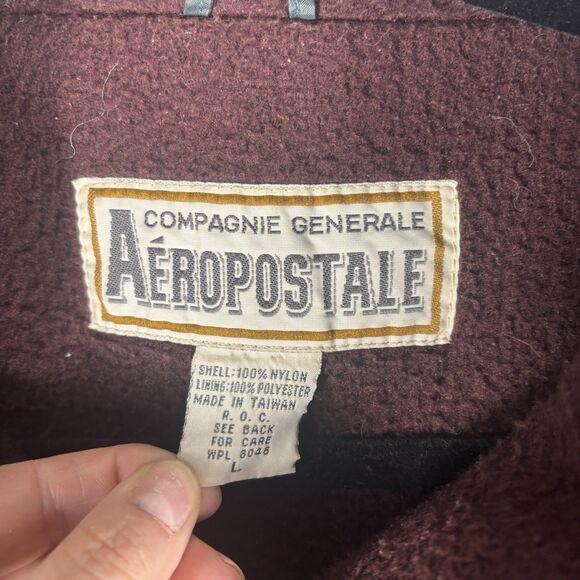 COMPAGNIE GENERALE
AÉROPOSTALE
SHELL:100% NYLON
LINING:100% POLYESTER
MADE IN TAIWAN
R. O. C.
SEE BACK
FOR CARE
WPL 8046
L